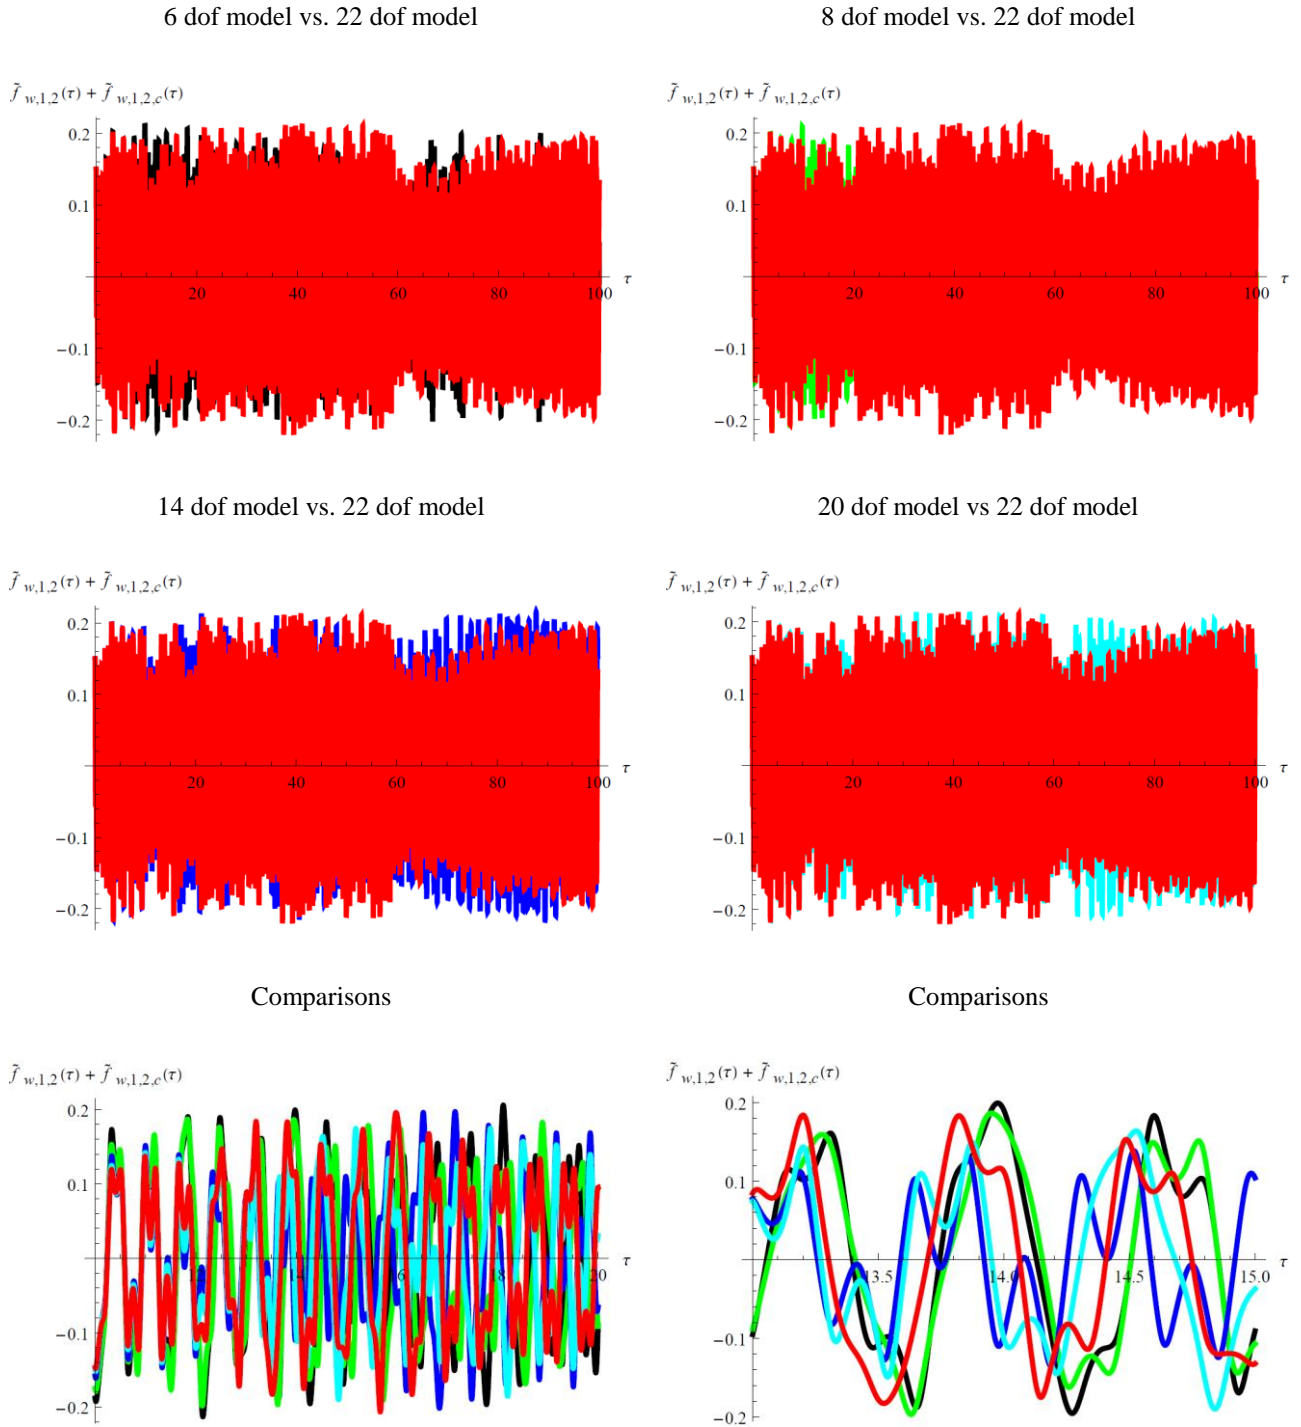 6 dof model vs. 22 dof model
8 dof model vs. 22 dof model
f̃ w,1,2(τ) + f̃ w,1,2,c(τ)
0.2
0.1
−0.1
−0.2
20 40 60 80 100 τ
f̃ w,1,2(τ) + f̃ w,1,2,c(τ)
0.2
0.1
−0.1
−0.2
20 40 60 80 100 τ
14 dof model vs. 22 dof model
20 dof model vs 22 dof model
f̃ w,1,2(τ) + f̃ w,1,2,c(τ)
0.2
0.1
−0.1
−0.2
20 40 60 80 100 τ
f̃ w,1,2(τ) + f̃ w,1,2,c(τ)
0.2
0.1
−0.1
−0.2
20 40 60 80 100 τ
Comparisons
Comparisons
f̃ w,1,2(τ) + f̃ w,1,2,c(τ)
0.2
0.1
−0.1
−0.2
12 14 16 18 20 τ
f̃ w,1,2(τ) + f̃ w,1,2,c(τ)
0.2
0.1
−0.1
−0.2
13.5 14.0 14.5 15.0 τ